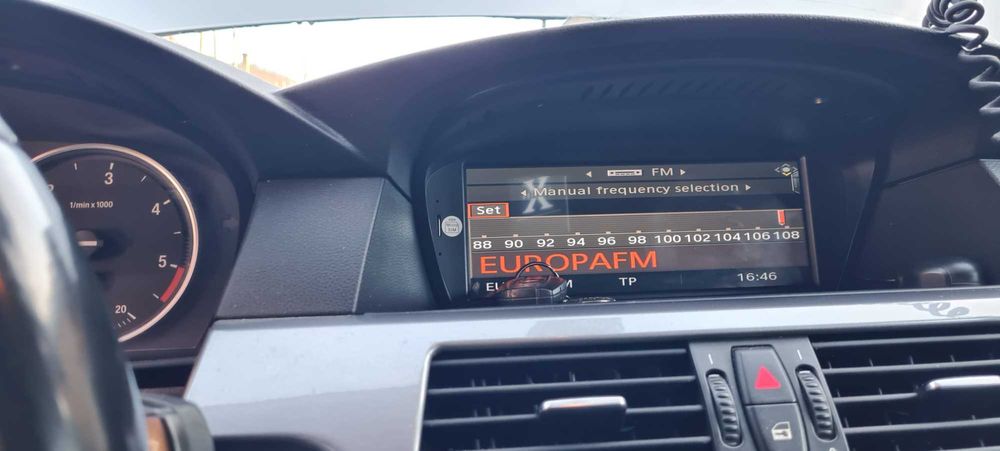 FM
Manual frequency selection
Set
88 90 92 94 96 98 100 102 104 106 108
EUROPAFM
TP 16:46
3
4
5
1/min x 1000
20